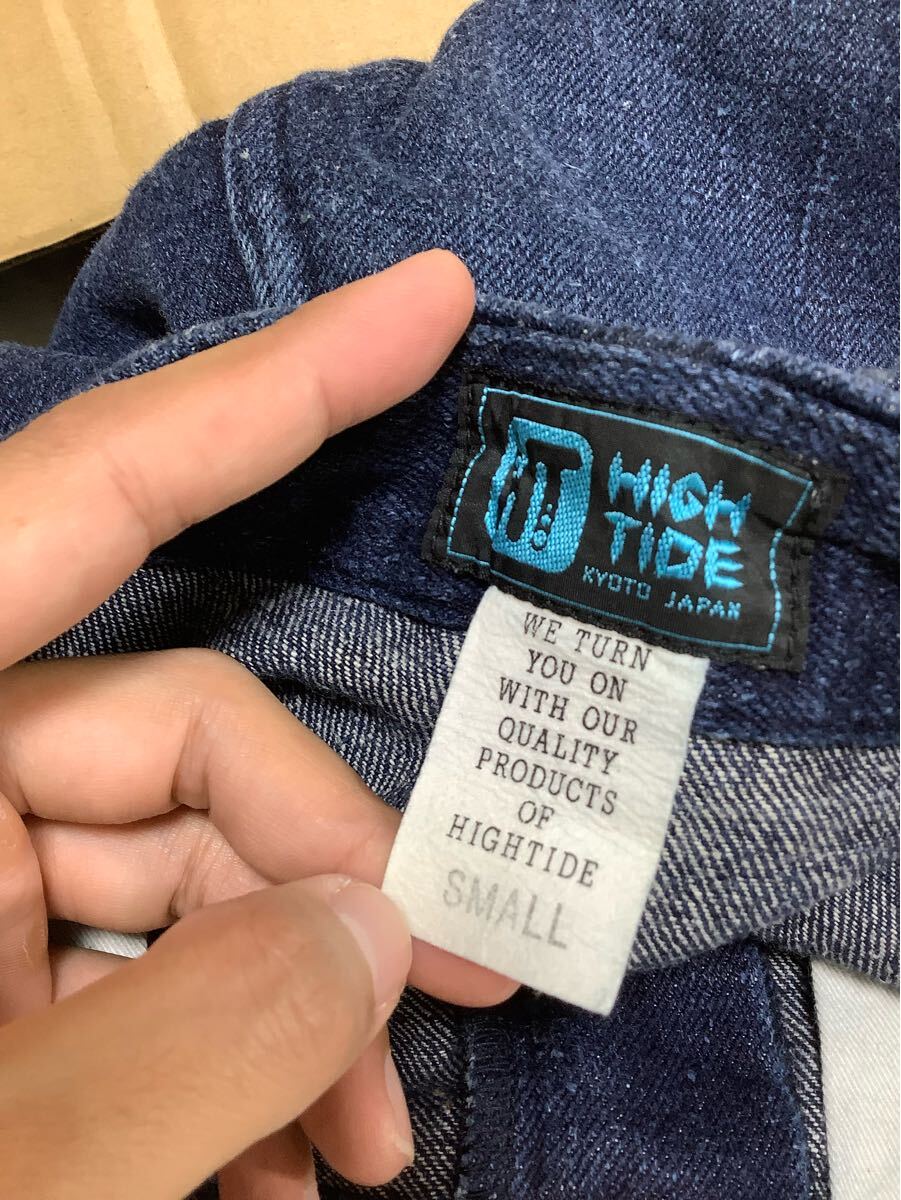 HIGH
TIDE
KYOTO JAPAN
WE TURN
YOU ON
WITH OUR
QUALITY
PRODUCTS
OF
HIGHTIDE
SMALL